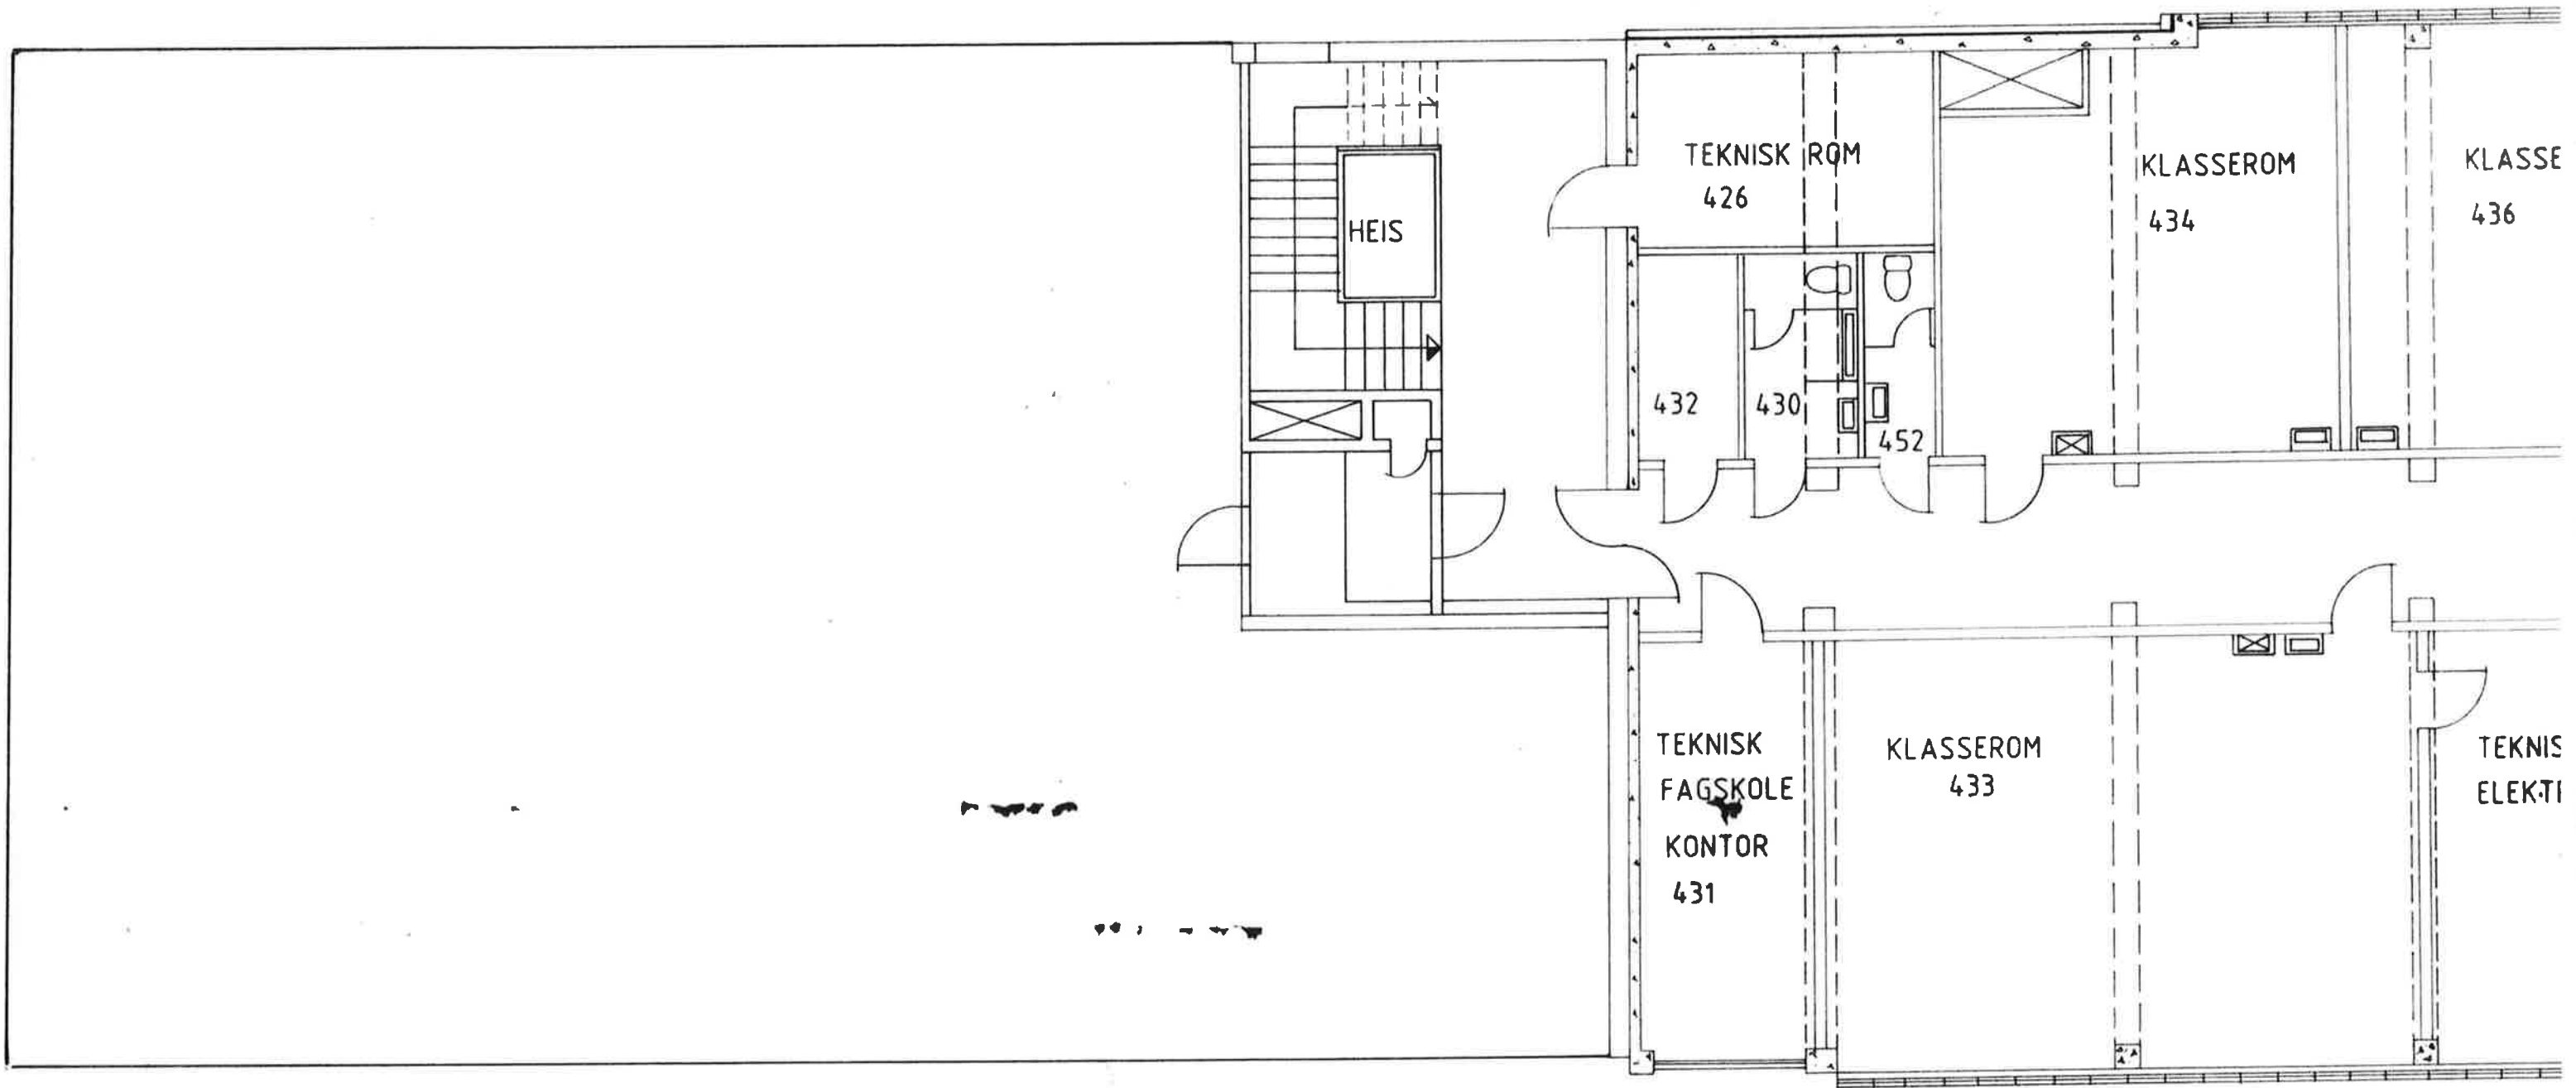 TEKNISK ROM
426
KLASSEROM
434
KLASSE
436
HEIS
432
430
452
TEKNISK
FAGSKOLE
KONTOR
431
KLASSEROM
433
TEKNIS
ELEKT